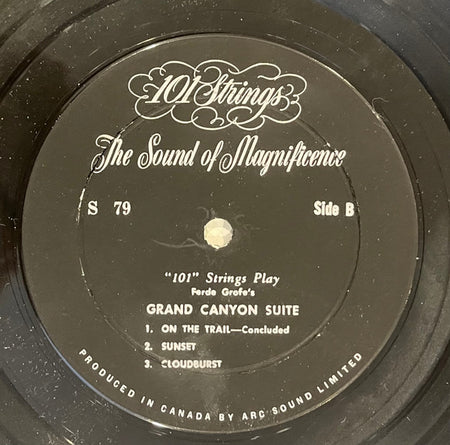 101 Strings
The Sound of Magnificence
S 79 Side B
"101" Strings Play
Ferde Grofe's
GRAND CANYON SUITE
1. ON THE TRAIL—Concluded
2. SUNSET
3. CLOUDBURST
PRODUCED IN CANADA BY ARC SOUND LIMITED